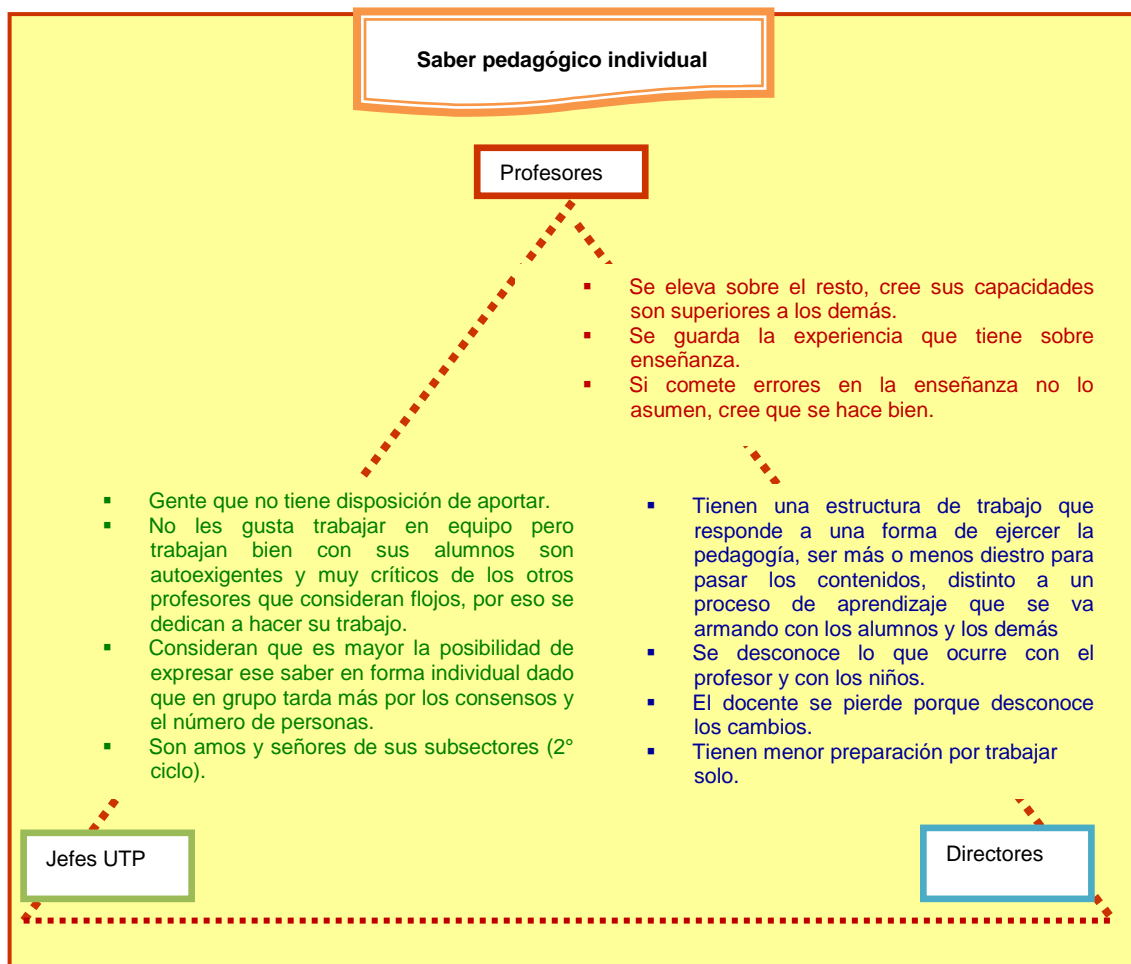 Saber pedagógico individual
Profesores
▪ Se eleva sobre el resto, cree sus capacidades
son superiores a los demás.
▪ Se guarda la experiencia que tiene sobre
enseñanza.
▪ Si comete errores en la enseñanza no lo
asumen, cree que se hace bien.
▪ Gente que no tiene disposición de aportar.
▪ No les gusta trabajar en equipo pero
trabajan bien con sus alumnos son
autoexigentes y muy críticos de los otros
profesores que consideran flojos, por eso se
dedican a hacer su trabajo.
▪ Consideran que es mayor la posibilidad de
expresar ese saber en forma individual dado
que en grupo tarda más por los consensos y
el número de personas.
▪ Son amos y señores de sus subsectores (2°
ciclo).
▪ Tienen una estructura de trabajo que
responde a una forma de ejercer la
pedagogía, ser más o menos diestro para
pasar los contenidos, distinto a un
proceso de aprendizaje que se va
armando con los alumnos y los demás
▪ Se desconoce lo que ocurre con el
profesor y con los niños.
▪ El docente se pierde porque desconoce
los cambios.
▪ Tienen menor preparación por trabajar
solo.
Jefes UTP
Directores